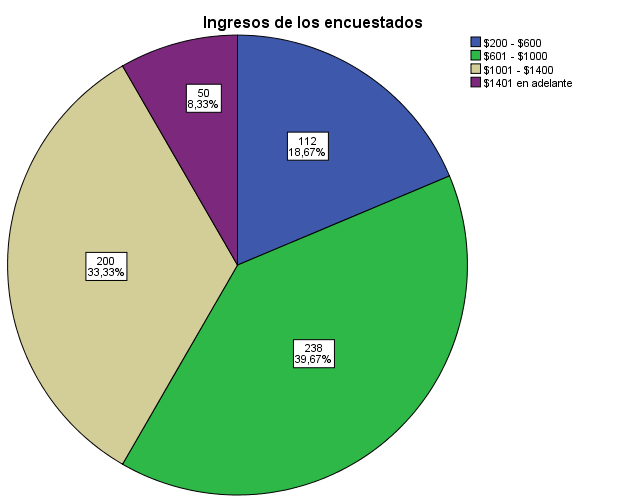 Ingresos de los encuestados
$200 - $600
$601 - $1000
$1001 - $1400
$1401 en adelante
50
8,33%
112
18,67%
200
33,33%
238
39,67%